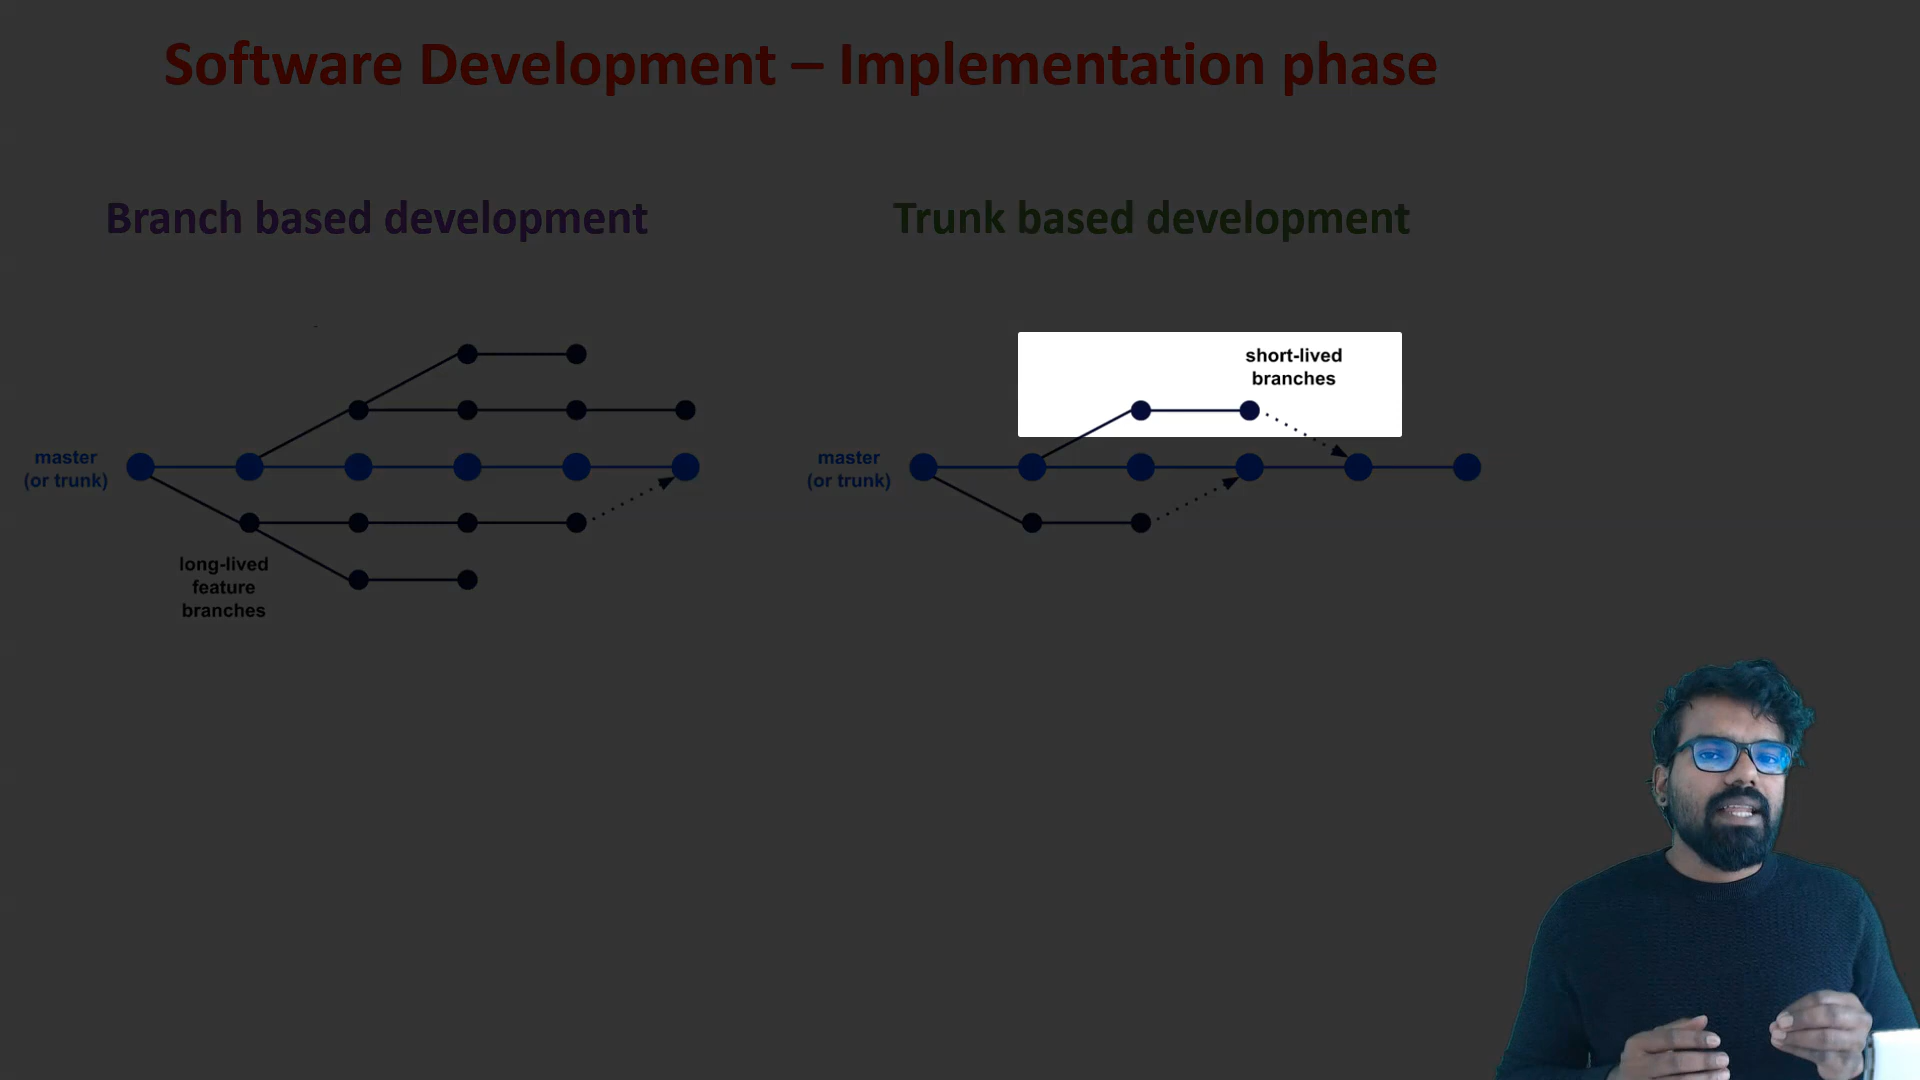 Software Development – Implementation phase
Branch based development
Trunk based development
master
(or trunk)
long-lived
feature
branches
short-lived
branches
master
(or trunk)